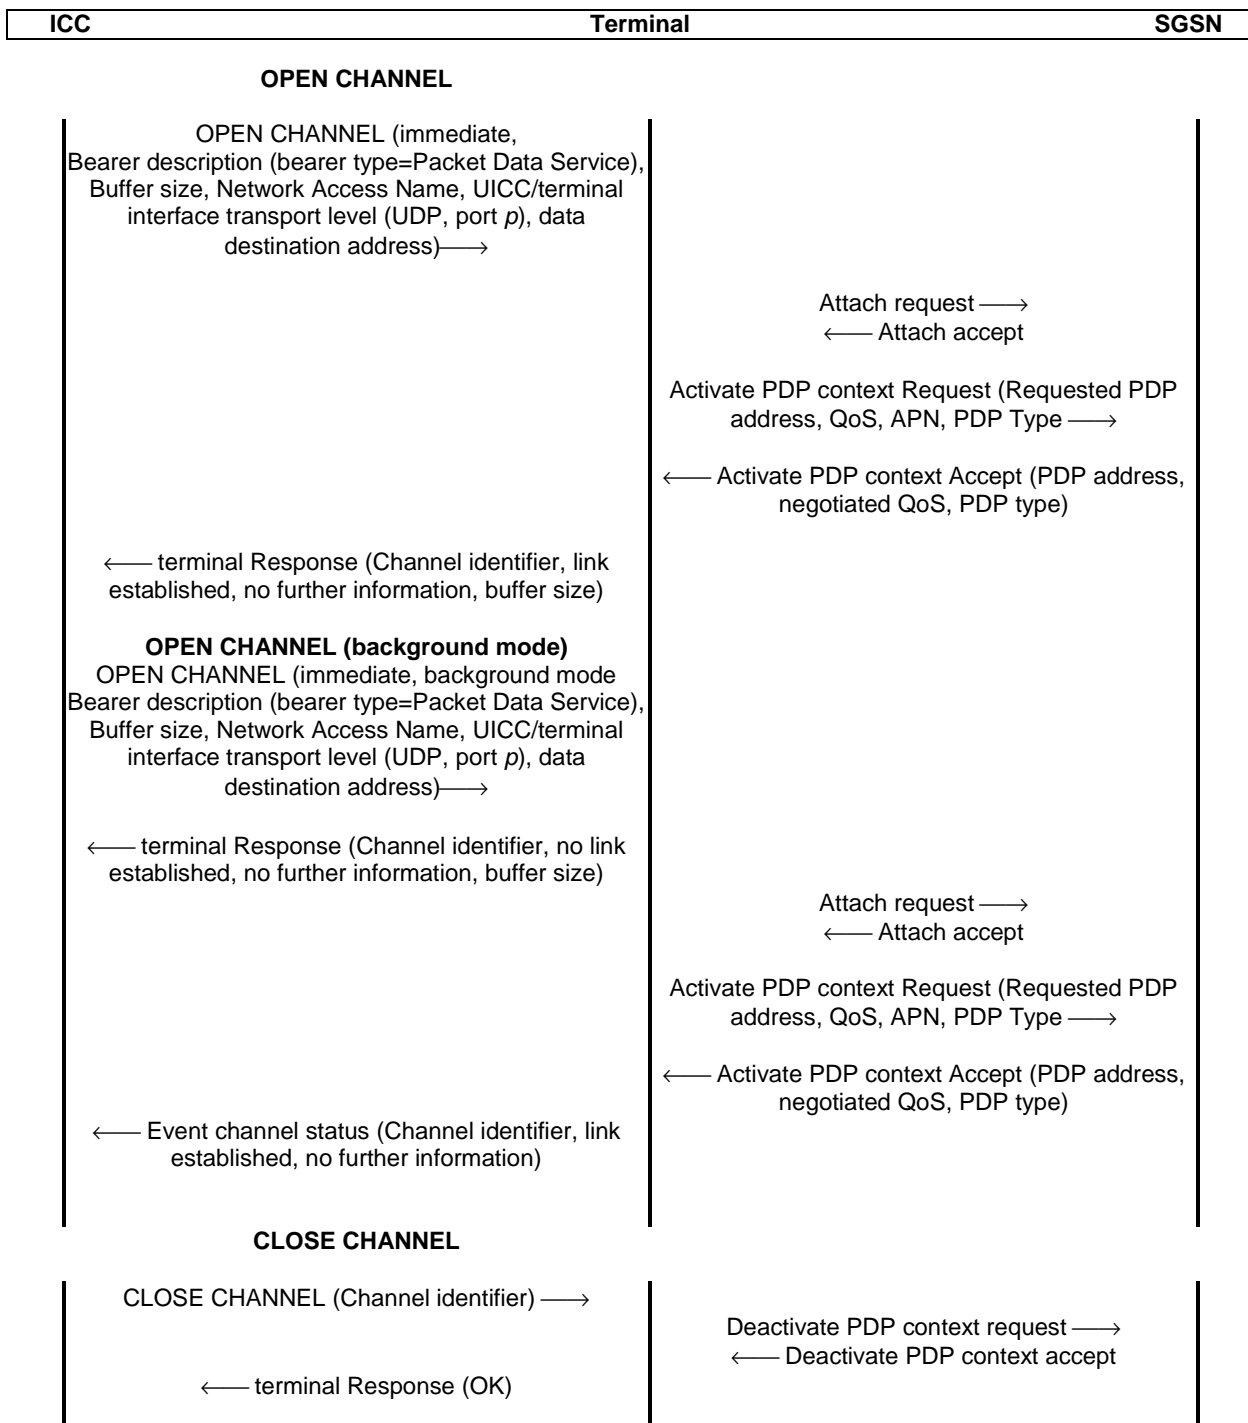 ICC Terminal SGSN
OPEN CHANNEL
OPEN CHANNEL (immediate,
Bearer description (bearer type=Packet Data Service),
Buffer size, Network Access Name, UICC/terminal
interface transport level (UDP, port p), data
destination address)⟶
Attach request ⟶
⟵ Attach accept
Activate PDP context Request (Requested PDP
address, QoS, APN, PDP Type ⟶
⟵ Activate PDP context Accept (PDP address,
negotiated QoS, PDP type)
⟵ terminal Response (Channel identifier, link
established, no further information, buffer size)
OPEN CHANNEL (background mode)
OPEN CHANNEL (immediate, background mode
Bearer description (bearer type=Packet Data Service),
Buffer size, Network Access Name, UICC/terminal
interface transport level (UDP, port p), data
destination address)⟶
⟵ terminal Response (Channel identifier, no link
established, no further information, buffer size)
Attach request ⟶
⟵ Attach accept
Activate PDP context Request (Requested PDP
address, QoS, APN, PDP Type ⟶
⟵ Activate PDP context Accept (PDP address,
negotiated QoS, PDP type)
⟵ Event channel status (Channel identifier, link
established, no further information)
CLOSE CHANNEL
CLOSE CHANNEL (Channel identifier) ⟶
Deactivate PDP context request ⟶
⟵ Deactivate PDP context accept
⟵ terminal Response (OK)